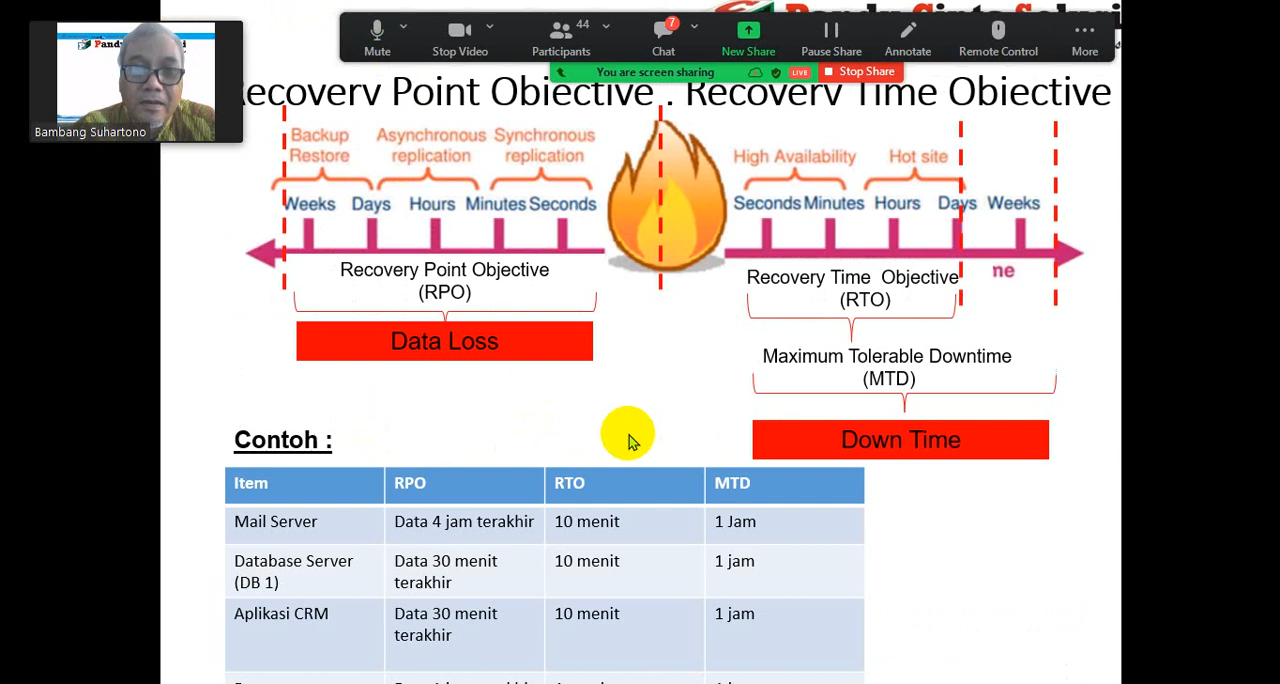 Pandu Cipta Solusi
44
7
Mute
Stop Video
Participants
Chat
New Share
Pause Share
Annotate
Remote Control
More
You are screen sharing
LIVE
Stop Share
Bambang Suhartono
Recovery Point Objective . Recovery Time Objective
Backup
Restore
Asynchronous
replication
Synchronous
replication
High Availability
Hot site
Weeks Days Hours Minutes Seconds
Seconds Minutes Hours Days Weeks
Recovery Point Objective
(RPO)
Data Loss
Recovery Time Objective
(RTO)
ne
Maximum Tolerable Downtime
(MTD)
Down Time
Contoh :
Item RPO RTO MTD
Mail Server Data 4 jam terakhir 10 menit 1 Jam
Database Server Data 30 menit 10 menit 1 jam
(DB 1) terakhir
Aplikasi CRM Data 30 menit 10 menit 1 jam
terakhir